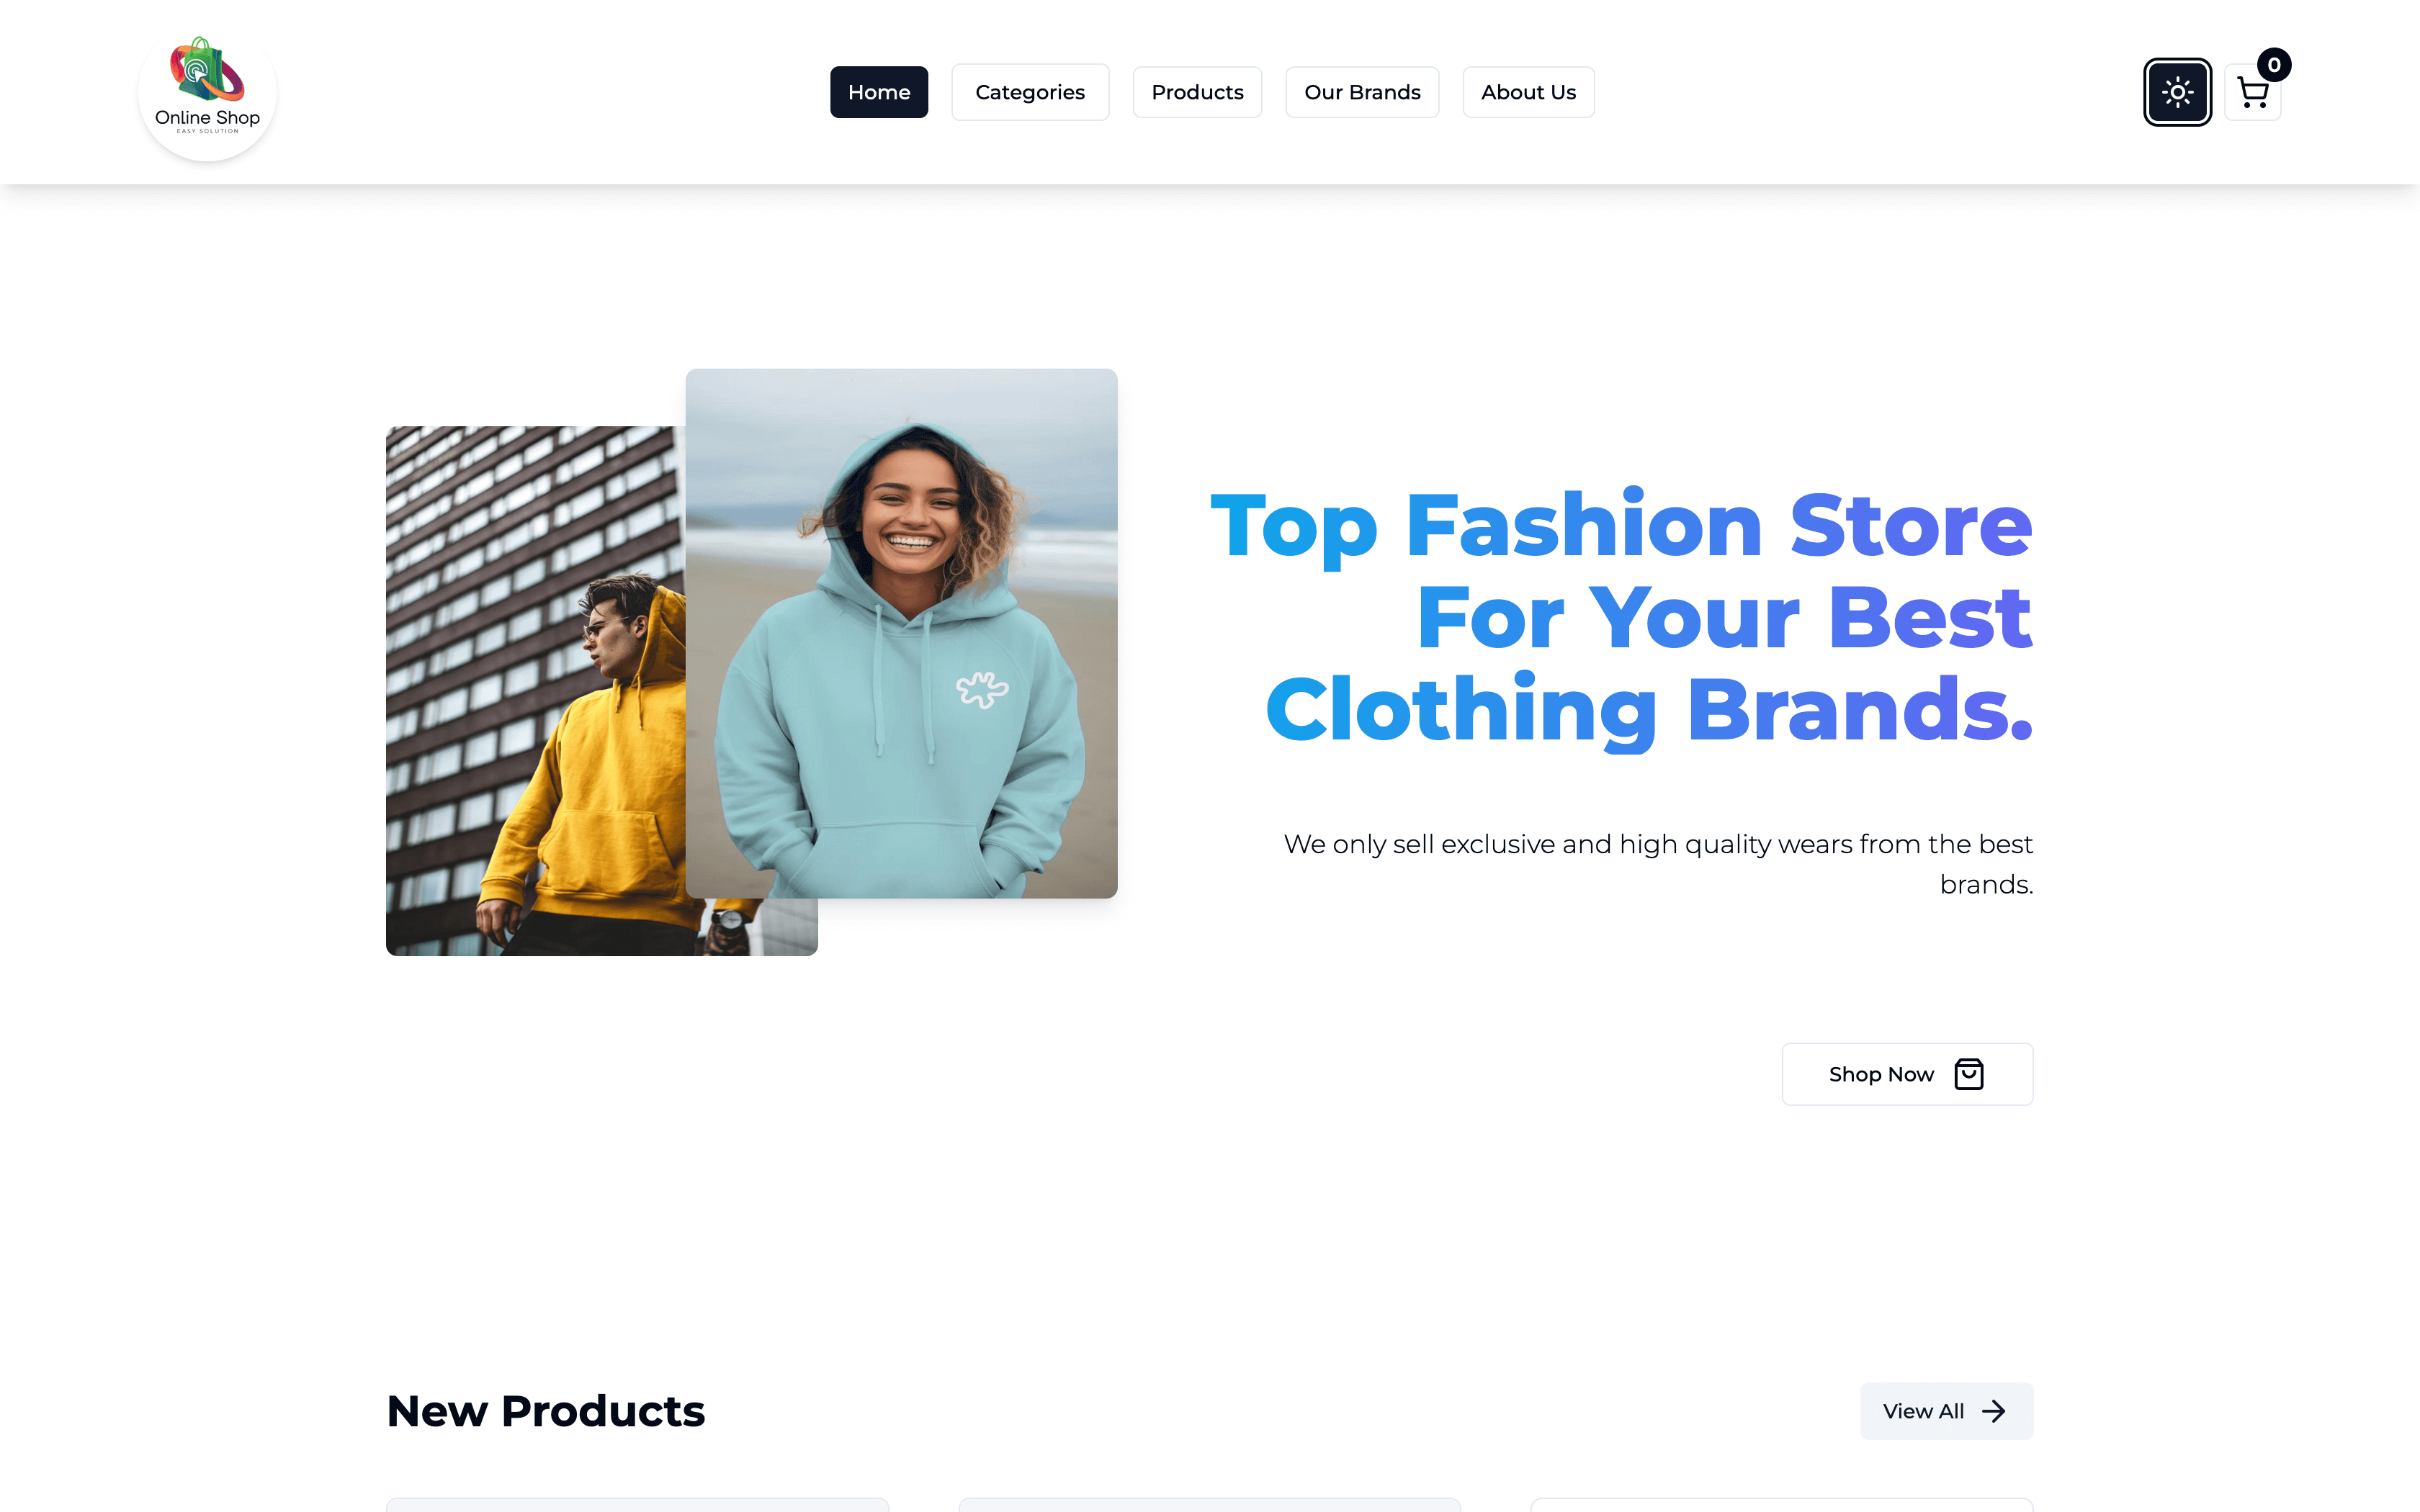 Online Shop
EASY SOLUTION
Home
Categories
Products
Our Brands
About Us
0
Top Fashion Store
For Your Best
Clothing Brands.
We only sell exclusive and high quality wears from the best
brands.
Shop Now
New Products
View All